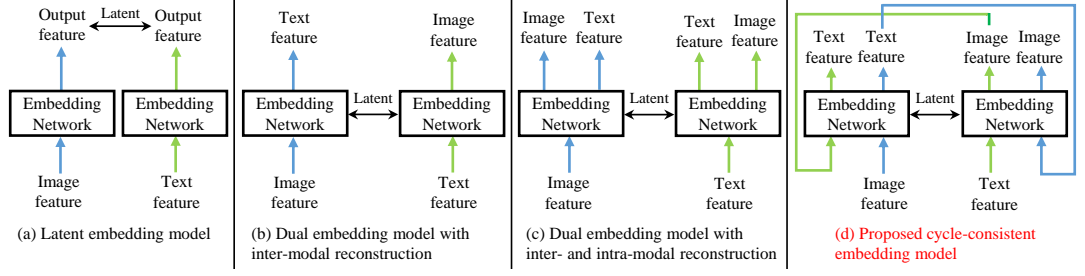 Output feature
Latent
Output feature
Embedding Network
Embedding Network
Image feature
Text feature
(a) Latent embedding model
Text feature
Image feature
Embedding Network
Latent
Embedding Network
Image feature
Text feature
(b) Dual embedding model with
inter-modal reconstruction
Image feature
Text feature
Text feature
Image feature
Embedding Network
Latent
Embedding Network
Image feature
Text feature
(c) Dual embedding model with
inter- and intra-modal reconstruction
Text feature
Text feature
Image feature
Image feature
Embedding Network
Latent
Embedding Network
Image feature
Text feature
(d) Proposed cycle-consistent
embedding model